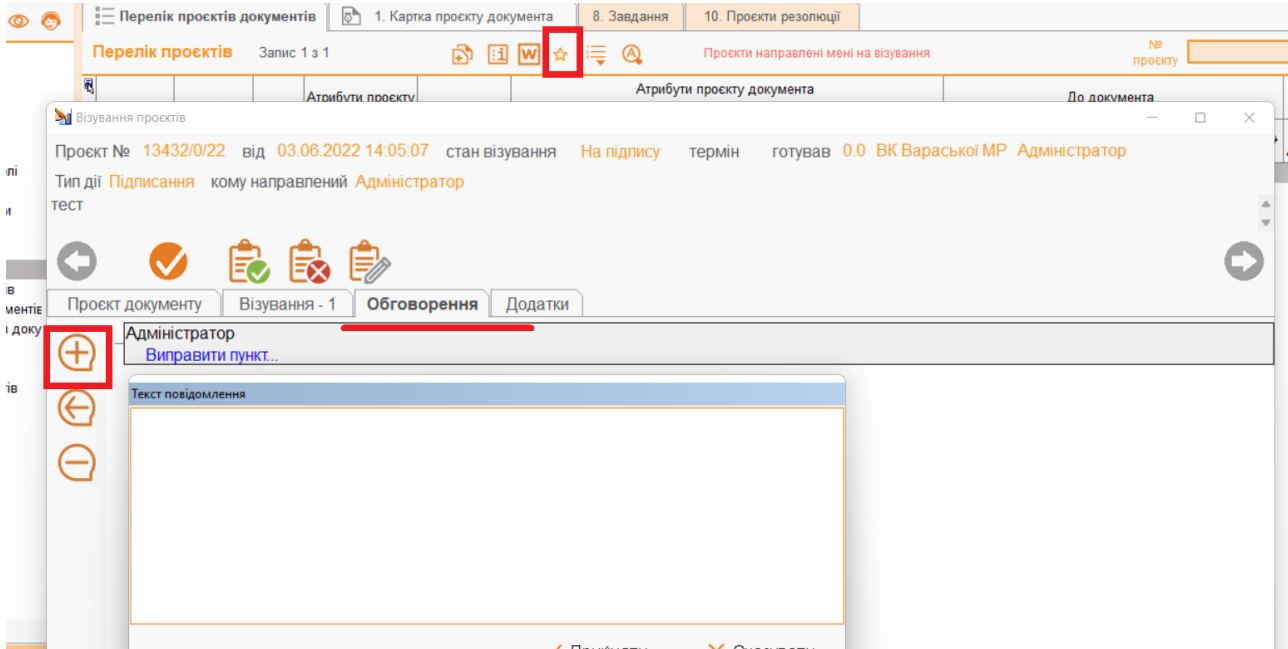 Перелік проєктів документів 1. Картка проєкту документа 8. Завдання 10. Проєкти резолюції
Перелік проєктів Запис 1 з 1 W Проєкти направлені мені на візування № проєкту
Атрибути проєкту Атрибути проєкту документа До документа
Візування проєктів
Проєкт № 13432/0/22 від 03.06.2022 14:05:07 стан візування На підпису термін готував 0.0 ВК Вараської МР Адміністратор
Тип дії Підписання кому направлений Адміністратор
тест
Проєкт документу Візування - 1 Обговорення Додатки
Адміністратор
Виправити пункт...
Текст повідомлення